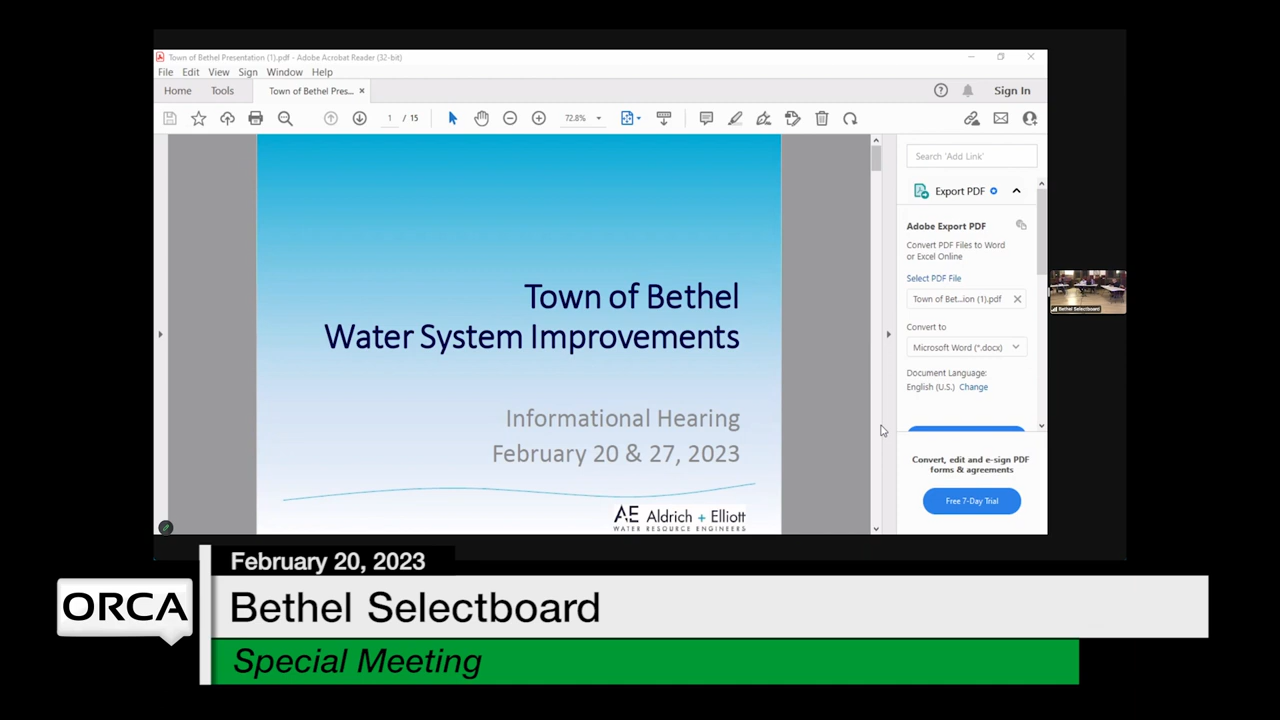 Town of Bethel Presentation (1).pdf - Adobe Acrobat Reader (32-bit)
File Edit View Sign Window Help
Home Tools Town of Bethel Pres... × Sign In
1 / 15 72.8%
Town of Bethel
Water System Improvements
Informational Hearing
February 20 & 27, 2023
AE Aldrich + Elliott
WATER RESOURCE ENGINEERS
Search 'Add Link'
Export PDF
Adobe Export PDF
Convert PDF Files to Word
or Excel Online
Select PDF File
Town of Bet...ion (1).pdf
Convert to
Microsoft Word (*.docx)
Document Language:
English (U.S.) Change
Convert, edit and e-sign PDF
forms & agreements
Free 7-Day Trial
Bethel Selectboard
February 20, 2023
ORCA
Bethel Selectboard
Special Meeting